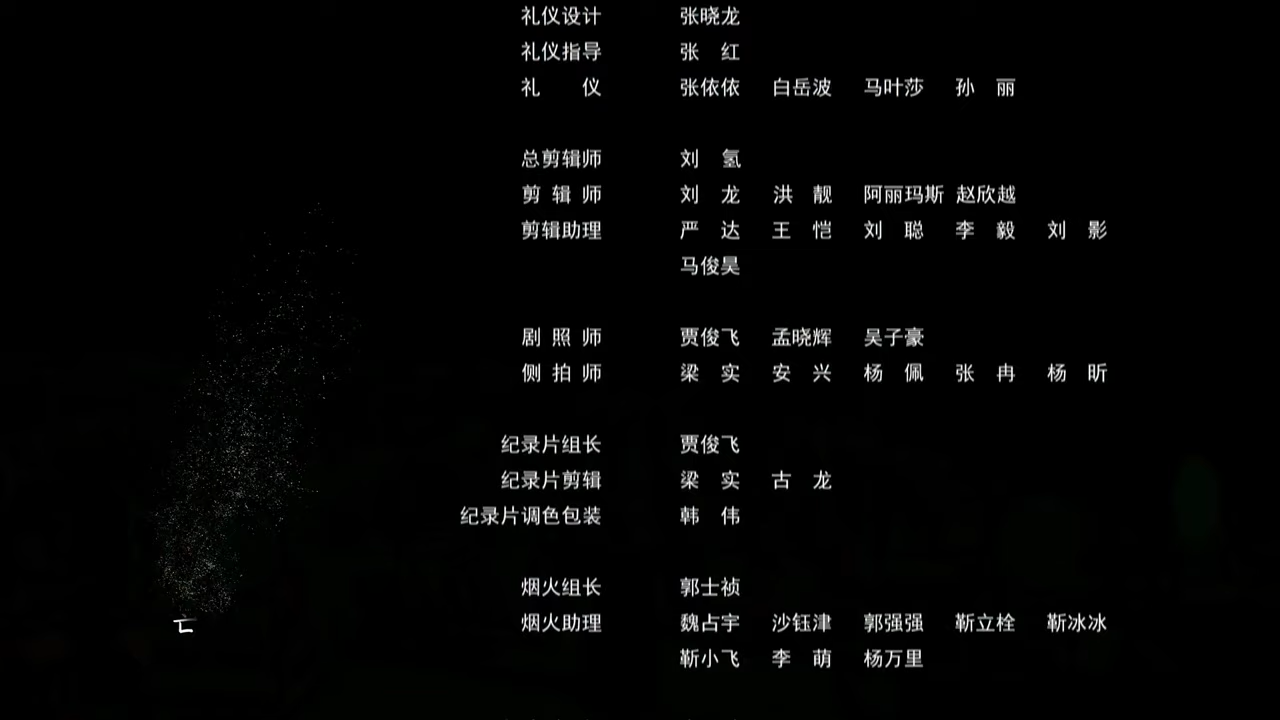 礼仪设计 张晓龙
礼仪指导 张 红
礼 仪 张依依 白岳波 马叶莎 孙 丽
总剪辑师 刘 氢
剪 辑 师 刘 龙 洪 靓 阿丽玛斯 赵欣越
剪辑助理 严 达 王 恺 刘 聪 李 毅 刘 影
马俊昊
剧 照 师 贾俊飞 孟晓辉 吴子豪
侧 拍 师 梁 实 安 兴 杨 佩 张 冉 杨 昕
纪录片组长 贾俊飞
纪录片剪辑 梁 实 古 龙
纪录片调色包装 韩 伟
烟火组长 郭士祯
烟火助理 魏占宇 沙钰津 郭强强 靳立栓 靳冰冰
靳小飞 李 萌 杨万里